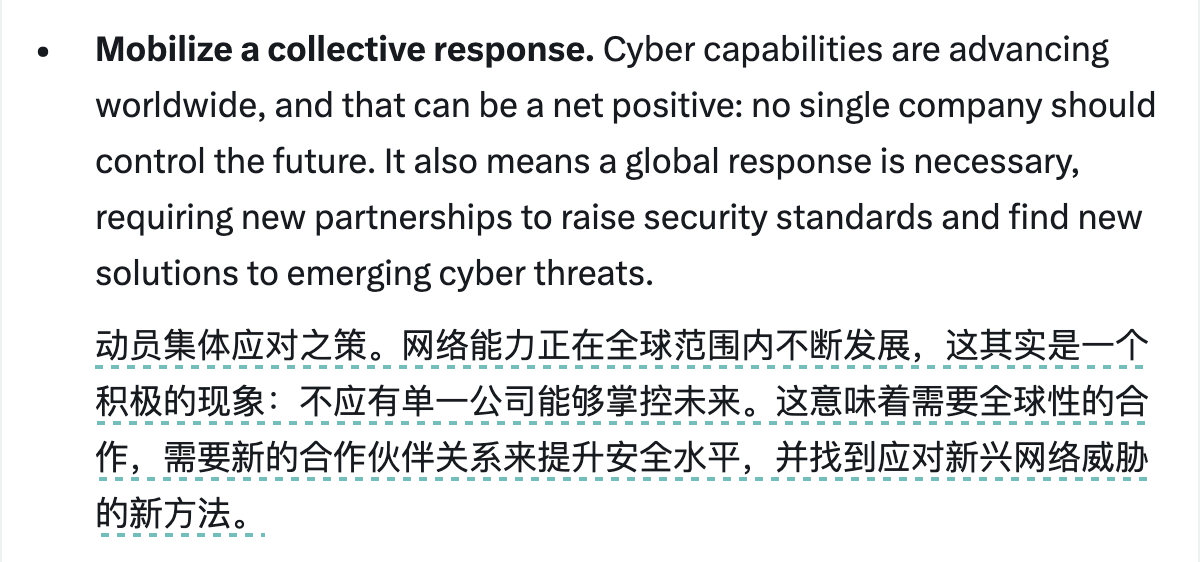 • Mobilize a collective response. Cyber capabilities are advancing
worldwide, and that can be a net positive: no single company should
control the future. It also means a global response is necessary,
requiring new partnerships to raise security standards and find new
solutions to emerging cyber threats.
动员集体应对之策。网络能力正在全球范围内不断发展，这其实是一个
积极的现象：不应有单一公司能够掌控未来。这意味着需要全球性的合
作，需要新的合作伙伴关系来提升安全水平，并找到应对新兴网络威胁
的新方法。